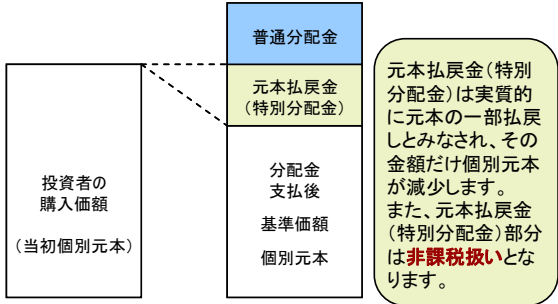 普通分配金
元本払戻金
（特別分配金）
投資者の
購入価額
（当初個別元本）
分配金
支払後
基準価額
個別元本
元本払戻金（特別
分配金）は実質的
に元本の一部払戻
しとみなされ、その
金額だけ個別元本
が減少します。
また、元本払戻金
（特別分配金）部分
は非課税扱いとな
ります。